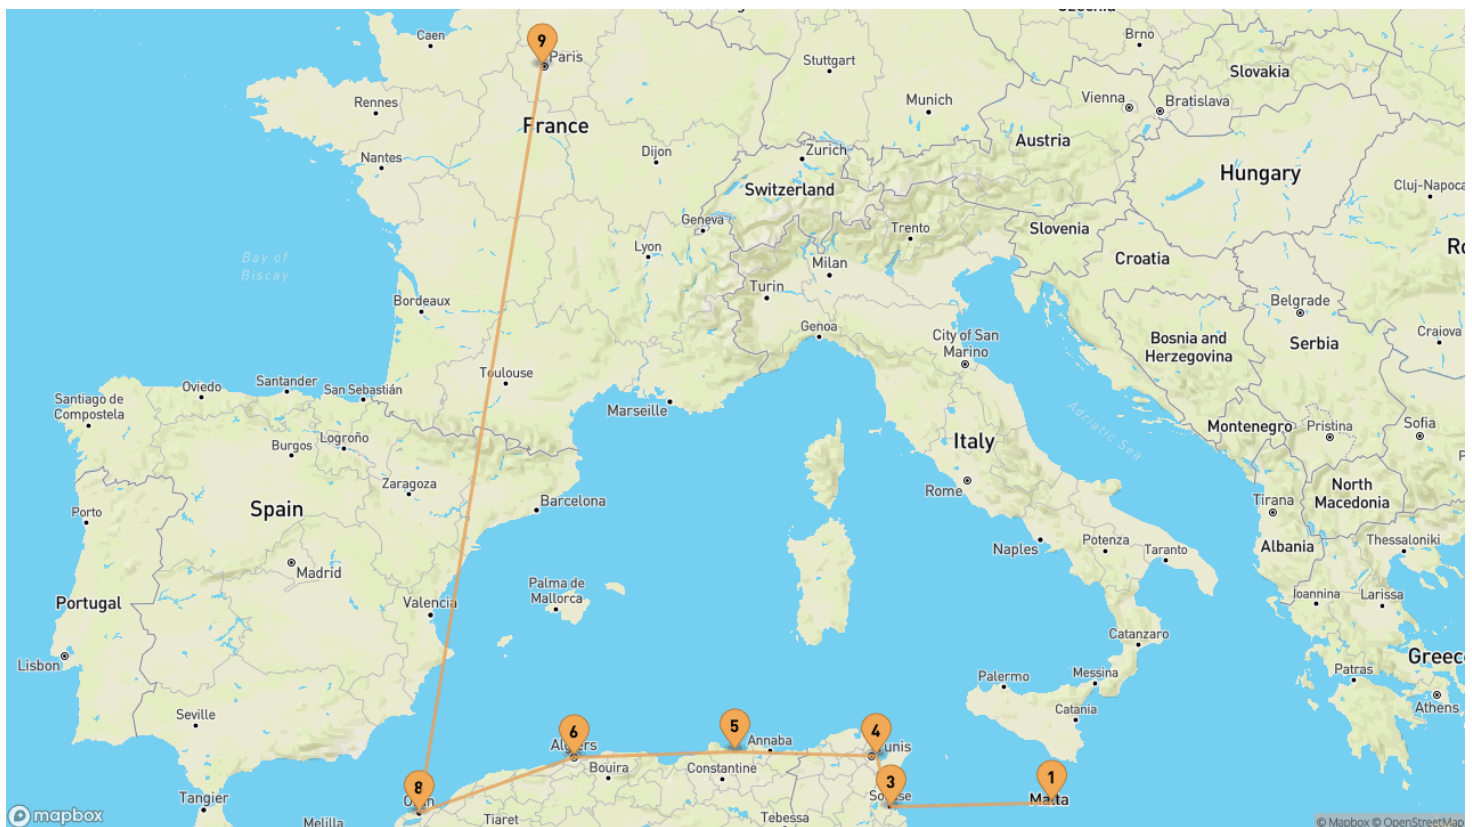 Caen
9
Paris
Stuttgart
Brno
Slovakia
Rennes
Munich
Vienna
Bratislava
France
Austria
Nantes
Dijon
Zurich
Hungary
Switzerland
Cluj-Napoca
Geneva
Trento
Slovenia
Lyon
Croatia
Bay of
Biscay
Milan
Turin
Bordeaux
Belgrade
Genoa
City of San
Marino
Bosnia and
Herzegovina
Serbia
Craiova
Toulouse
Oviedo
Santander
San Sebastián
Santiago de
Compostela
Marseille
Adriatic Sea
Montenegro
Pristina
Sofia
Burgos
Logroño
Italy
Zaragoza
Rome
North
Macedonia
Spain
Barcelona
Porto
Tirana
Naples
Potenza
Taranto
Albania
Thessaloniki
Madrid
Palma de
Mallorca
Ioannina
Larissa
Portugal
Valencia
Catanzaro
Lisbon
Palermo
Messina
Greece
Patras
Seville
Catania
Athens
6
5
4
Algiers
Annaba
Tunis
Bouira
Constantine
8
3
1
Oran
Sousse
Malta
Tangier
Melilla
Tiaret
Tebessa
mapbox
© Mapbox © OpenStreetMap